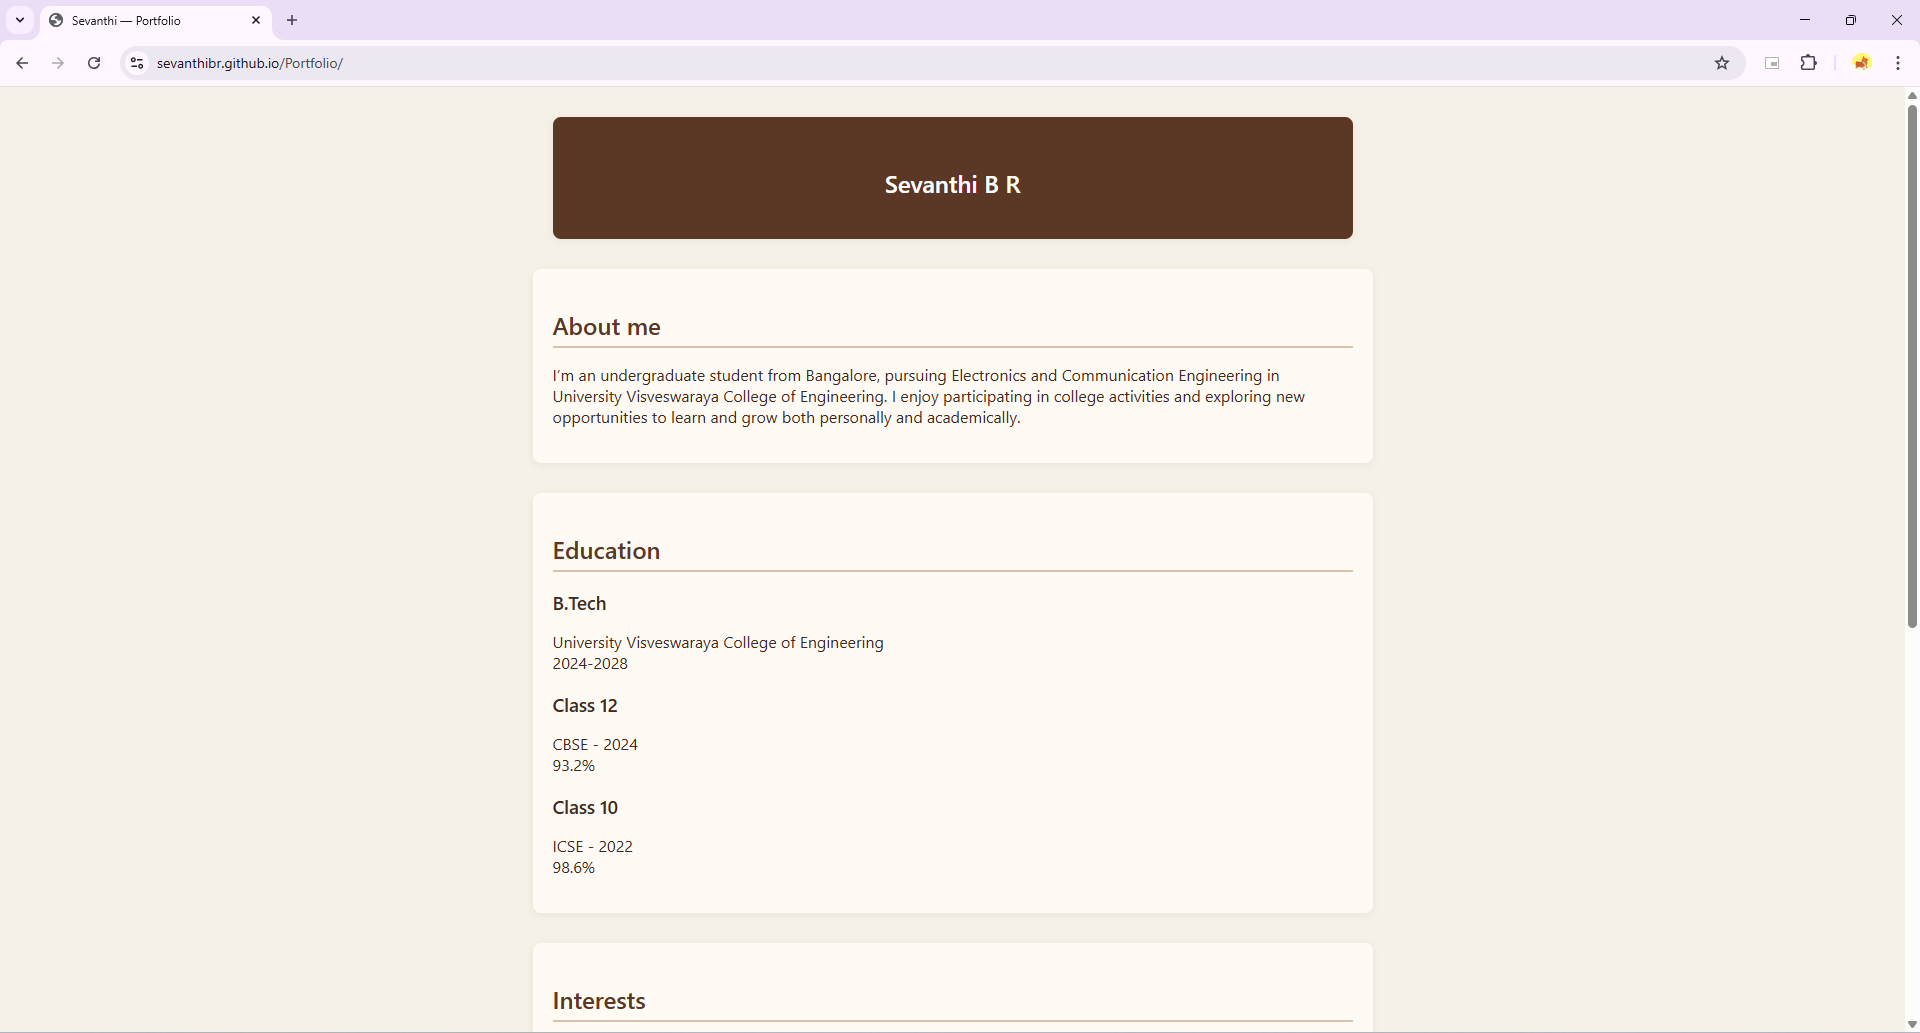 Sevanthi — Portfolio
sevanthibr.github.io/Portfolio/
Sevanthi B R
About me
I'm an undergraduate student from Bangalore, pursuing Electronics and Communication Engineering in
University Visveswaraya College of Engineering. I enjoy participating in college activities and exploring new
opportunities to learn and grow both personally and academically.
Education
B.Tech
University Visveswaraya College of Engineering
2024-2028
Class 12
CBSE - 2024
93.2%
Class 10
ICSE - 2022
98.6%
Interests